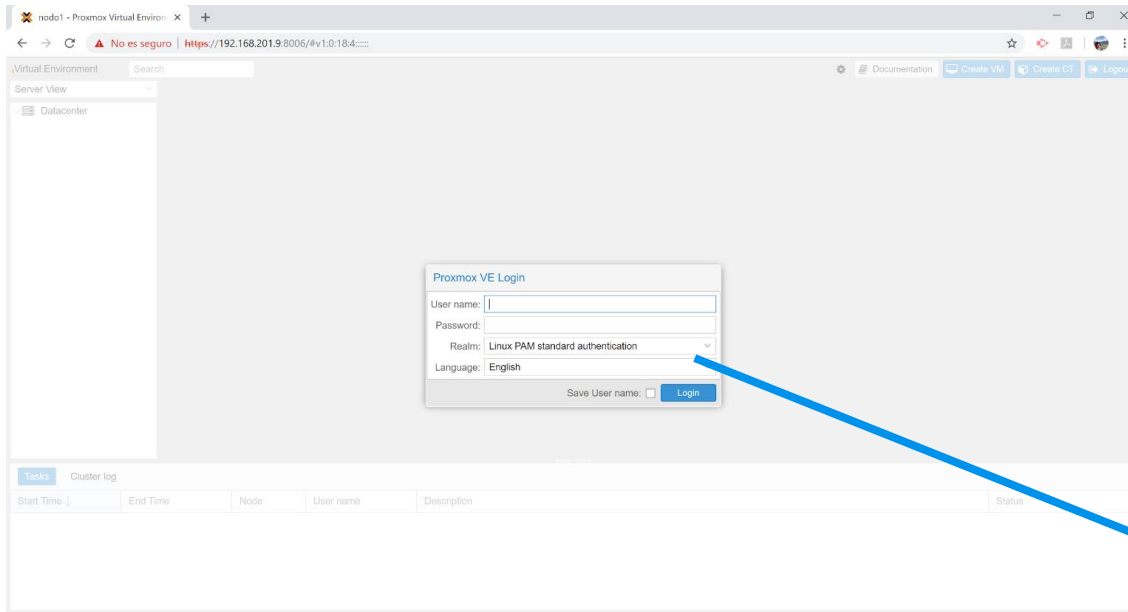 nodo1 - Proxmox Virtual Environ
No es seguro | https://192.168.201.9:8006/#v1:0:18:4::::::
Virtual Environment Search Documentation Create VM Create CT Logou
Server View
Datacenter
Proxmox VE Login
User name:
Password:
Realm: Linux PAM standard authentication
Language: English
Save User name: Login
Tasks Cluster log
Start Time End Time Node User name Description Status